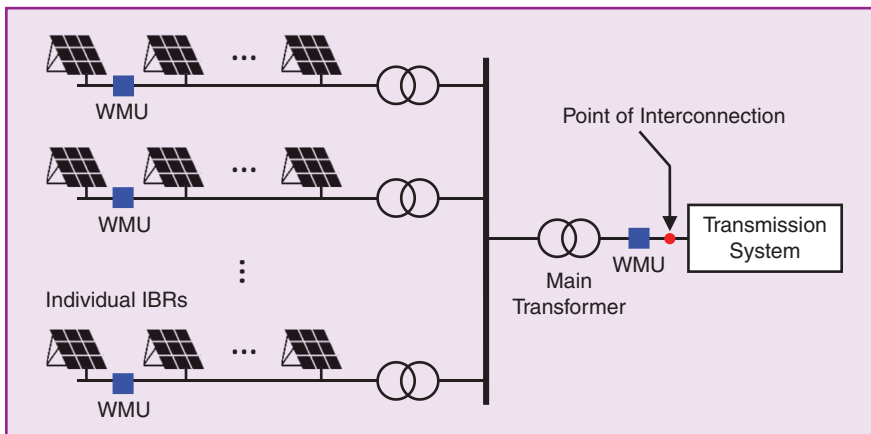 WMU
Point of Interconnection
WMU
Transmission
System
WMU
Main
Transformer
Individual IBRs
WMU